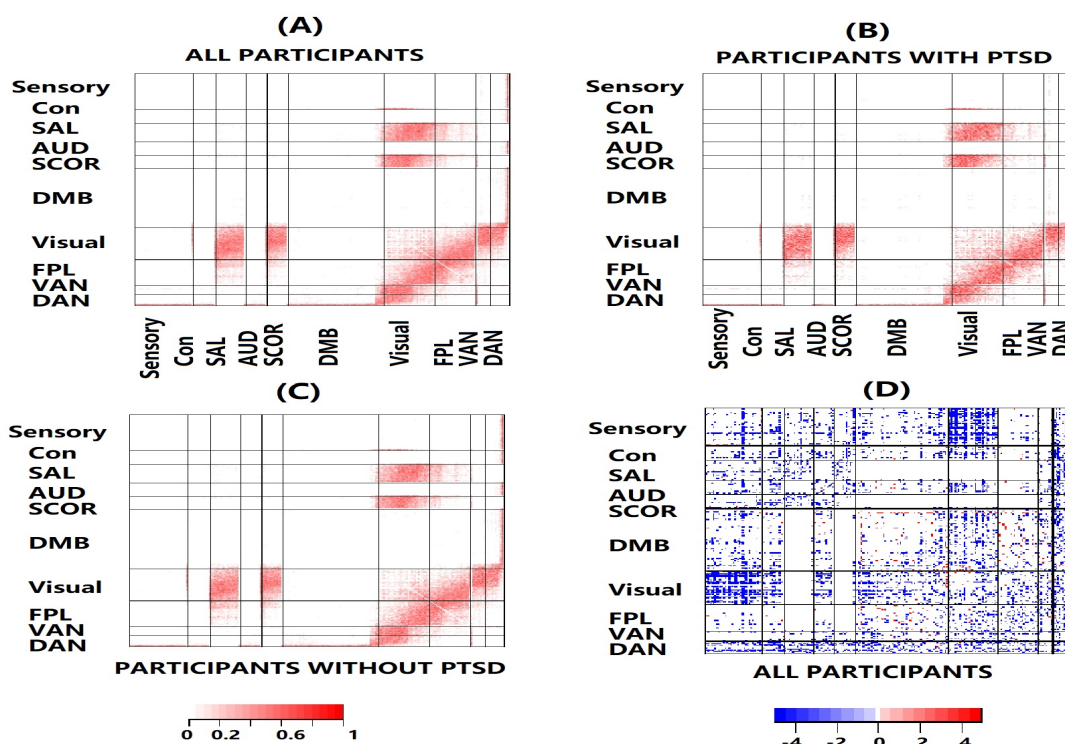 (A)
ALL PARTICIPANTS
Sensory
Con
SAL
AUD
SCOR
DMB
Visual
FPL
VAN
DAN
Sensory
Con
SAL
AUD
SCOR
DMB
Visual
FPL
VAN
DAN
(B)
PARTICIPANTS WITH PTSD
Sensory
Con
SAL
AUD
SCOR
DMB
Visual
FPL
VAN
DAN
Sensory
Con
SAL
AUD
SCOR
DMB
Visual
FPL
VAN
DAN
(C)
Sensory
Con
SAL
AUD
SCOR
DMB
Visual
FPL
VAN
DAN
PARTICIPANTS WITHOUT PTSD
0 0.2 0.6 1
(D)
Sensory
Con
SAL
AUD
SCOR
DMB
Visual
FPL
VAN
DAN
ALL PARTICIPANTS
-4 -2 0 2 4